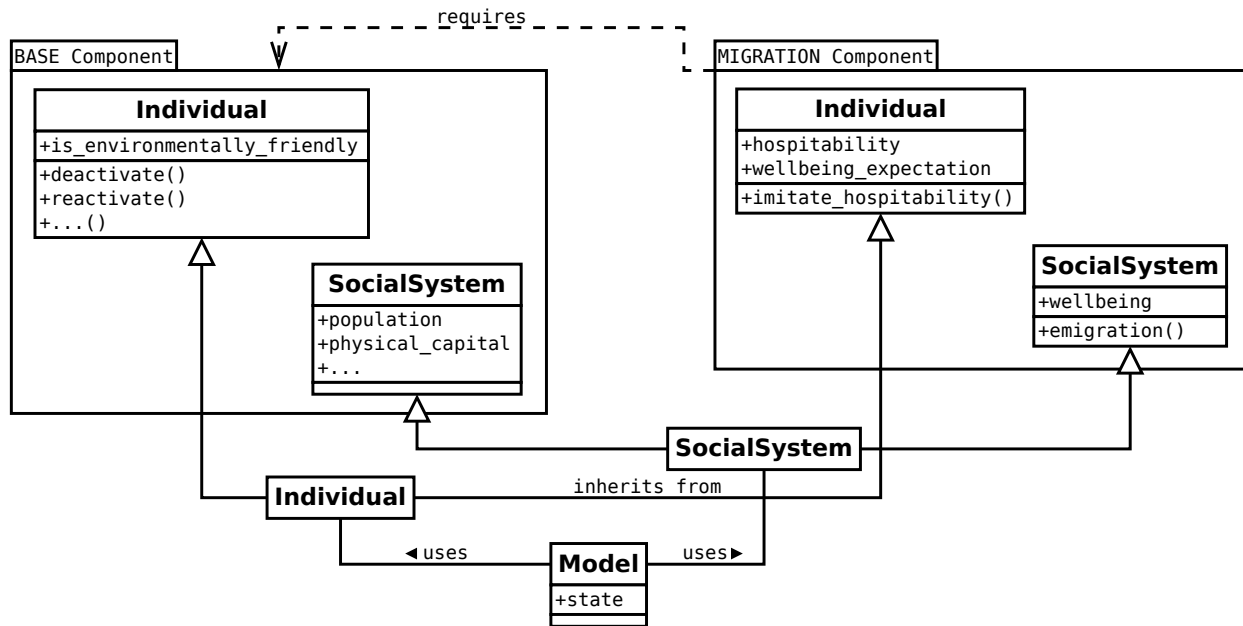 requires
BASE Component
Individual
+is_environmentally_friendly
+deactivate()
+reactivate()
+...()
SocialSystem
+population
+physical_capital
+...
MIGRATION Component
Individual
+hospitability
+wellbeing_expectation
+imitate_hospitability()
SocialSystem
+wellbeing
+emigration()
SocialSystem
Individual
inherits from
◄uses
uses►
Model
+state